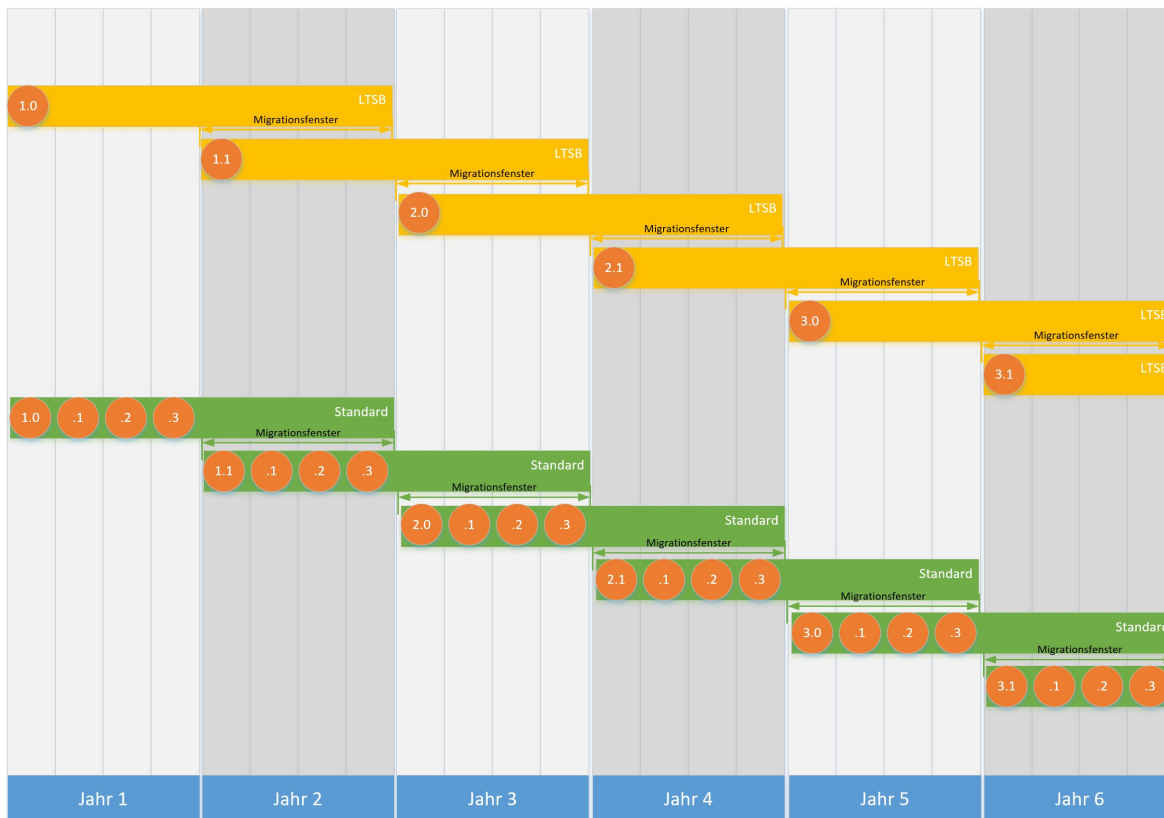 1.0 LTSB
Migrationsfenster
1.1 LTSB
Migrationsfenster
2.0 LTSB
Migrationsfenster
2.1 LTSB
Migrationsfenster
3.0 LTSB
Migrationsfenster
3.1 LTSB
1.0 .1 .2 .3 Standard
Migrationsfenster
1.1 .1 .2 .3 Standard
Migrationsfenster
2.0 .1 .2 .3 Standard
Migrationsfenster
2.1 .1 .2 .3 Standard
Migrationsfenster
3.0 .1 .2 .3 Standard
Migrationsfenster
3.1 .1 .2 .3
Jahr 1 Jahr 2 Jahr 3 Jahr 4 Jahr 5 Jahr 6